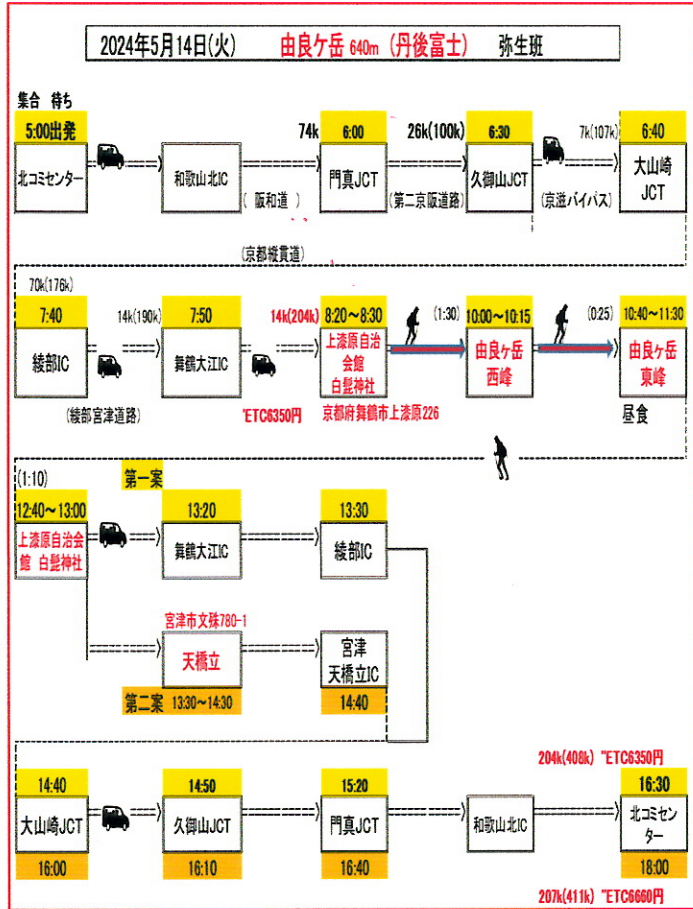 2024年5月14日(火) 由良ケ岳 640m (丹後富士) 弥生班
集合 待ち
5:00出発
北コミセンター
和歌山北IC
( 阪和道 )
74k
6:00
門真JCT
26k(100k)
(第二京阪道路)
6:30
久御山JCT
7k(107k)
(京滋バイパス)
6:40
大山崎
JCT
(京都縦貫道)
70k(176k)
7:40
綾部IC
14k(190k)
(綾部宮津道路)
7:50
舞鶴大江IC
14k(204k)
"ETC6350円
8:20~8:30
上漆原自治
会館
白髭神社
京都府舞鶴市上漆原226
(1:30)
10:00~10:15
由良ケ岳
西峰
(0:25)
10:40~11:30
由良ケ岳
東峰
昼食
(1:10)
12:40~13:00
上漆原自治会
館 白髭神社
第一案
13:20
舞鶴大江IC
13:30
綾部IC
宮津市文殊780-1
天橋立
第二案 13:30~14:30
宮津
天橋立IC
14:40
204k(408k) "ETC6350円
14:40
大山崎JCT
16:00
14:50
久御山JCT
16:10
15:20
門真JCT
16:40
和歌山北IC
16:30
北コミセン
ター
18:00
207k(411k) "ETC6660円